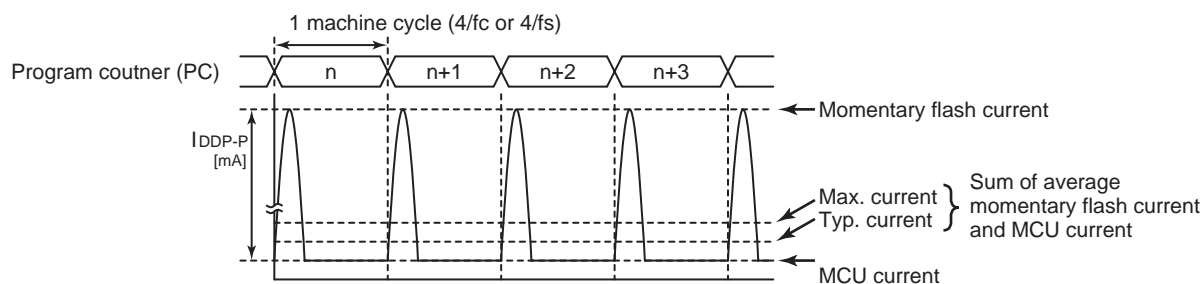 1 machine cycle (4/fc or 4/fs)
Program coutner (PC)
n
n+1
n+2
n+3
Momentary flash current
IDDP-P
[mA]
Max. current
Typ. current
Sum of average
momentary flash current
and MCU current
MCU current